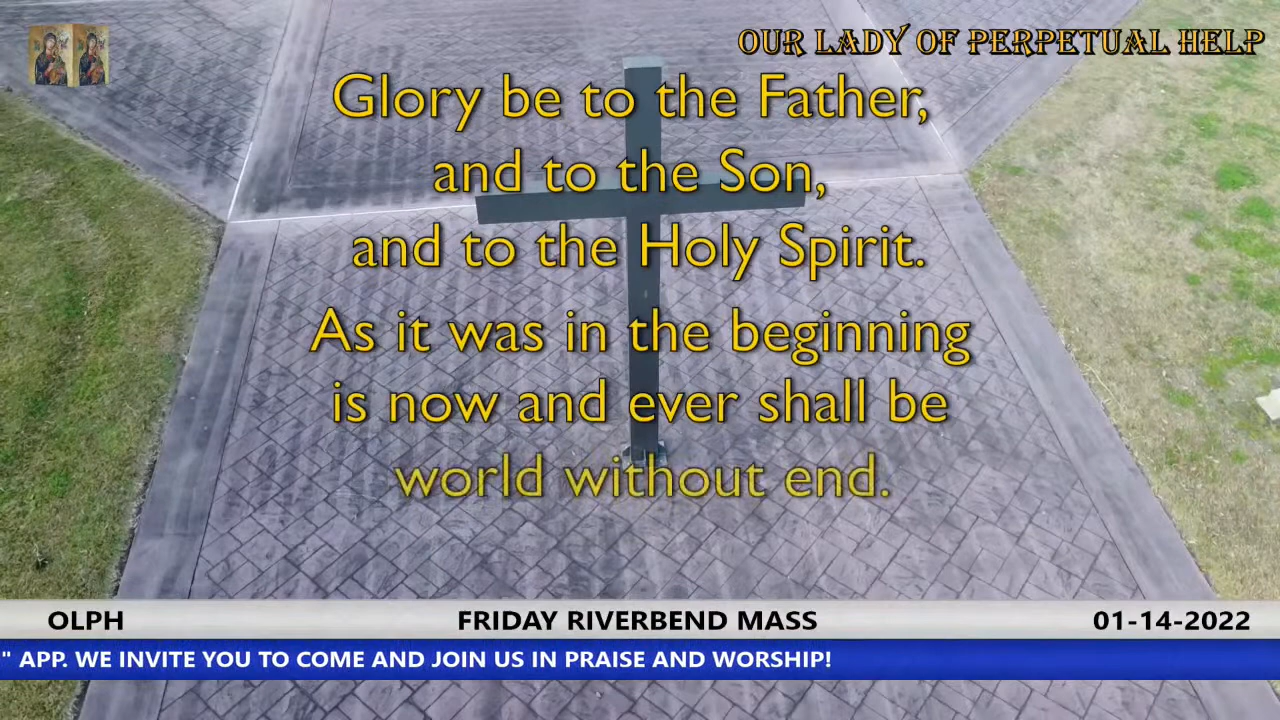 OUR LADY OF PERPETUAL HELP
Glory be to the Father,
and to the Son,
and to the Holy Spirit.
As it was in the beginning
is now and ever shall be
world without end.
OLPH FRIDAY RIVERBEND MASS 01-14-2022
" APP. WE INVITE YOU TO COME AND JOIN US IN PRAISE AND WORSHIP!